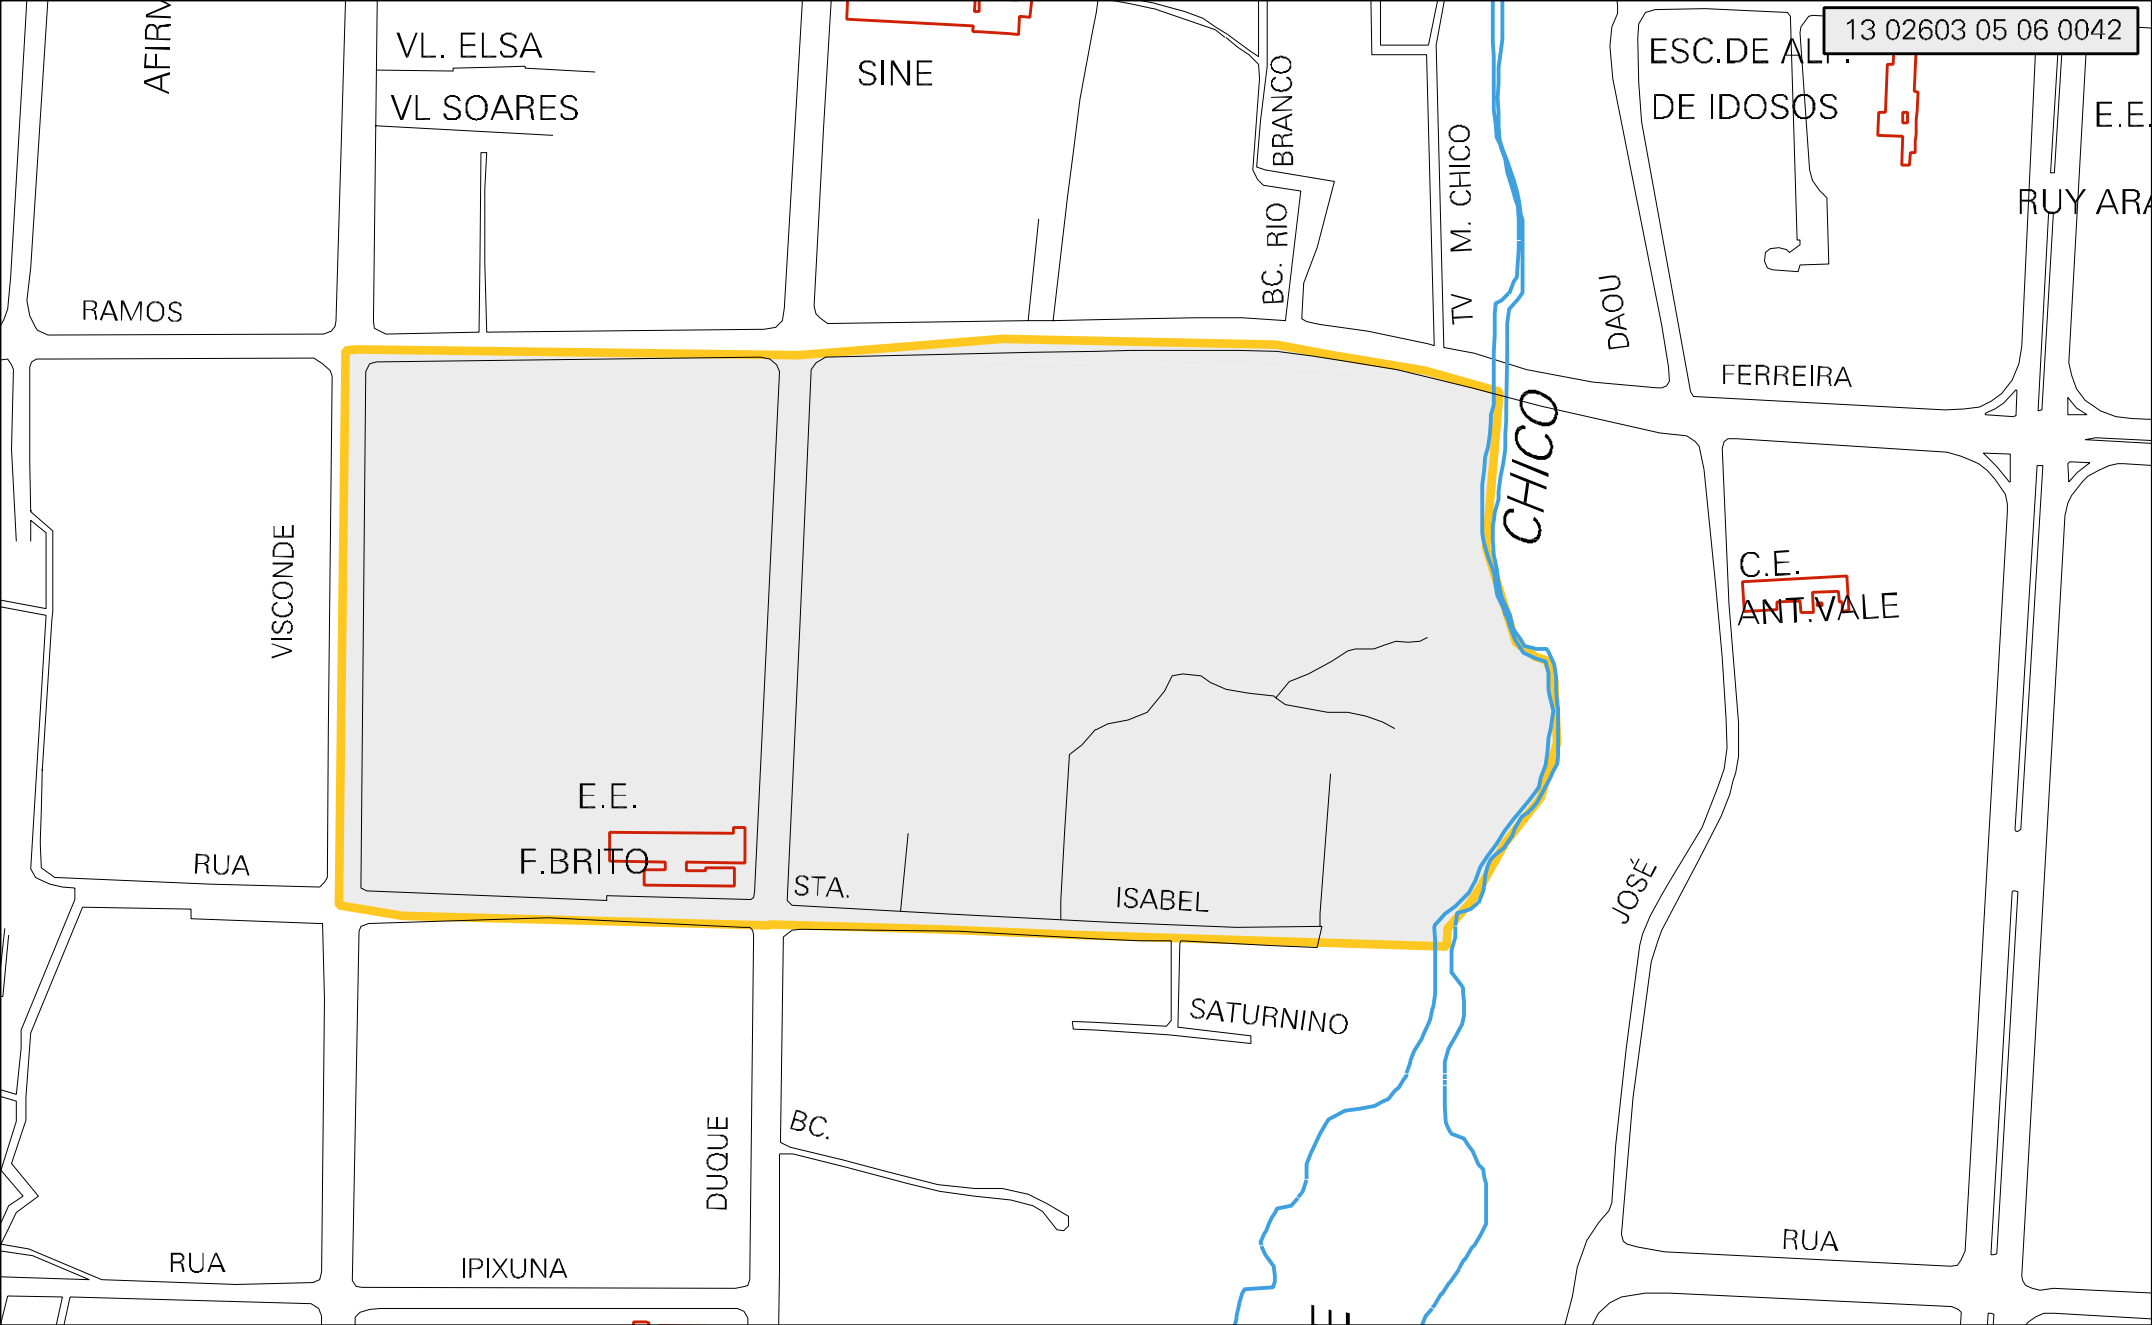 13 02603 05 06 0042
AFIRM
VL. ELSA
VL SOARES
SINE
BRANCO
BC. RIO
TV M. CHICO
ESC.DE ALF.
DE IDOSOS
E.E.
RUY ARA
RAMOS
DAOU
FERREIRA
CHICO
VISCONDE
C.E.
ANT.VALE
E.E.
F.BRITO
RUA
STA.
ISABEL
JOSÉ
SATURNINO
BC.
DUQUE
RUA
IPIXUNA
RUA